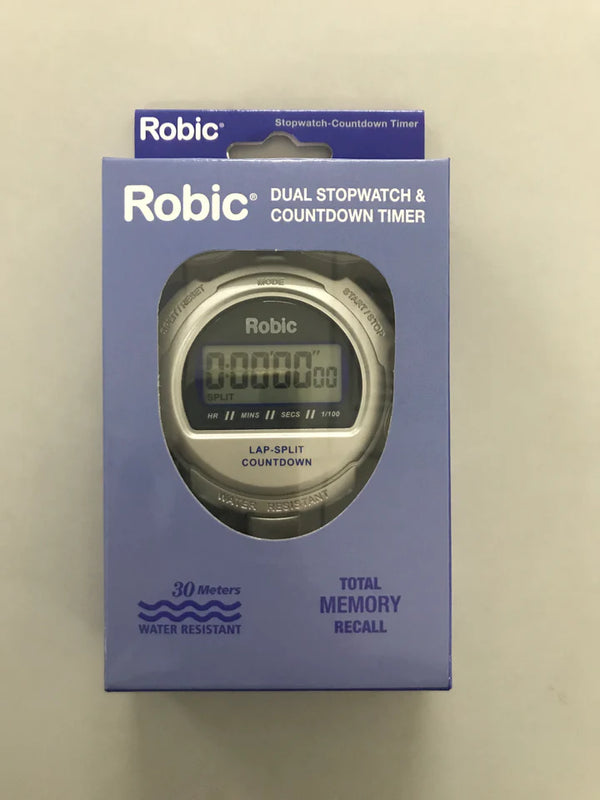 Robic® Stopwatch-Countdown Timer
Robic® DUAL STOPWATCH &
COUNTDOWN TIMER
MODE
SPLIT/RESET
START/STOP
Robic
0:00'00"00
SPLIT
HR // MINS // SECS // 1/100
LAP-SPLIT
COUNTDOWN
WATER RESISTANT
30 Meters
WATER RESISTANT
TOTAL
MEMORY
RECALL